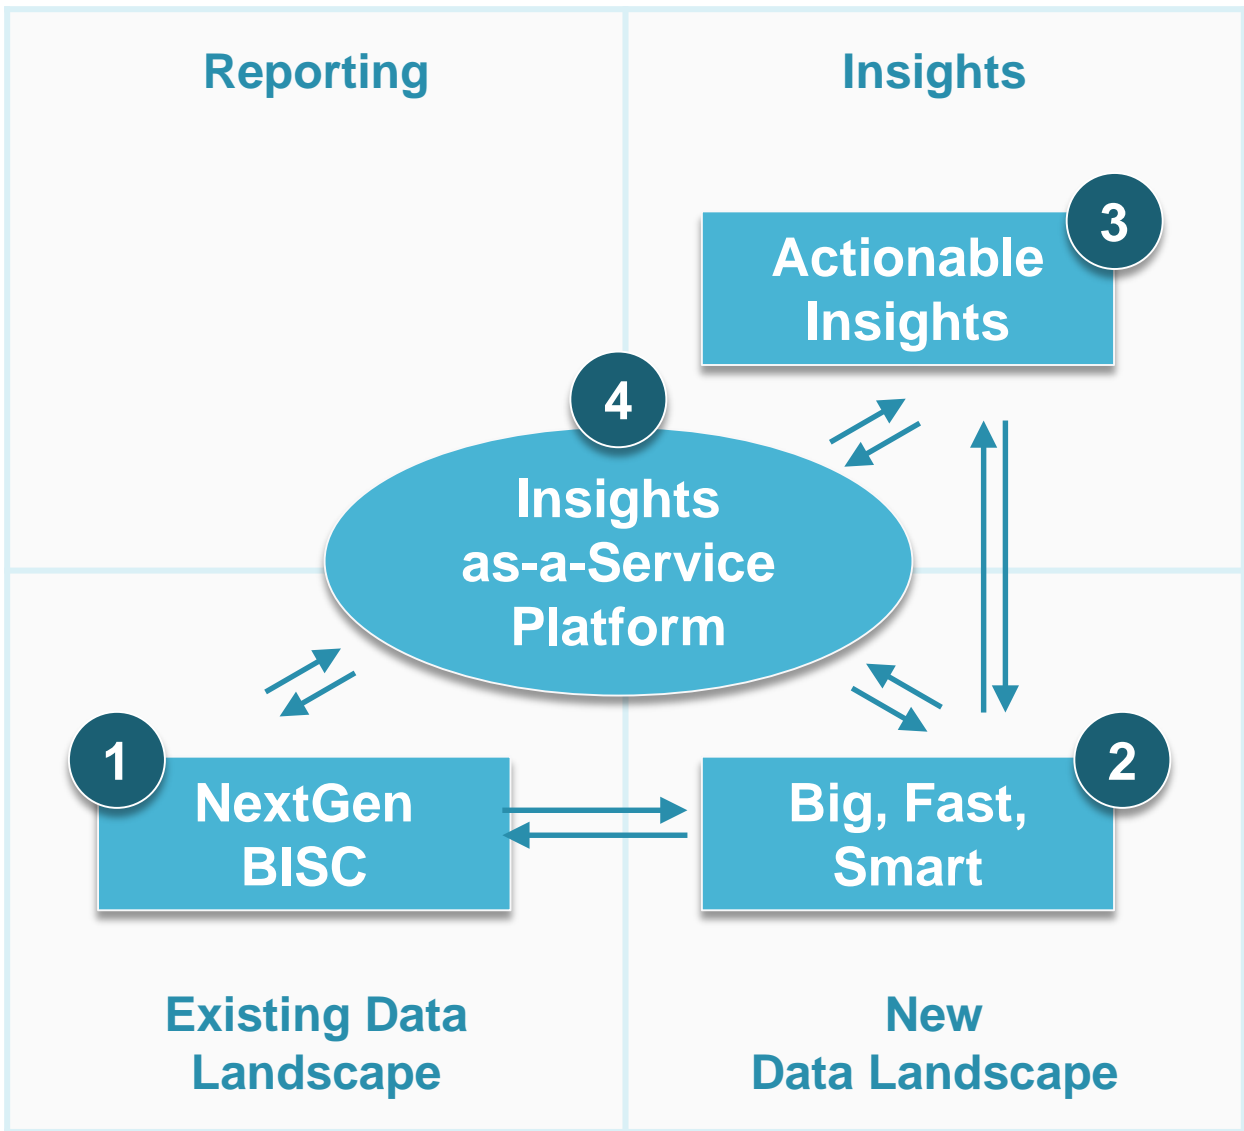 Reporting
Insights
3
Actionable
Insights
4
Insights
as-a-Service
Platform
1
NextGen
BISC
2
Big, Fast,
Smart
Existing Data
Landscape
New
Data Landscape